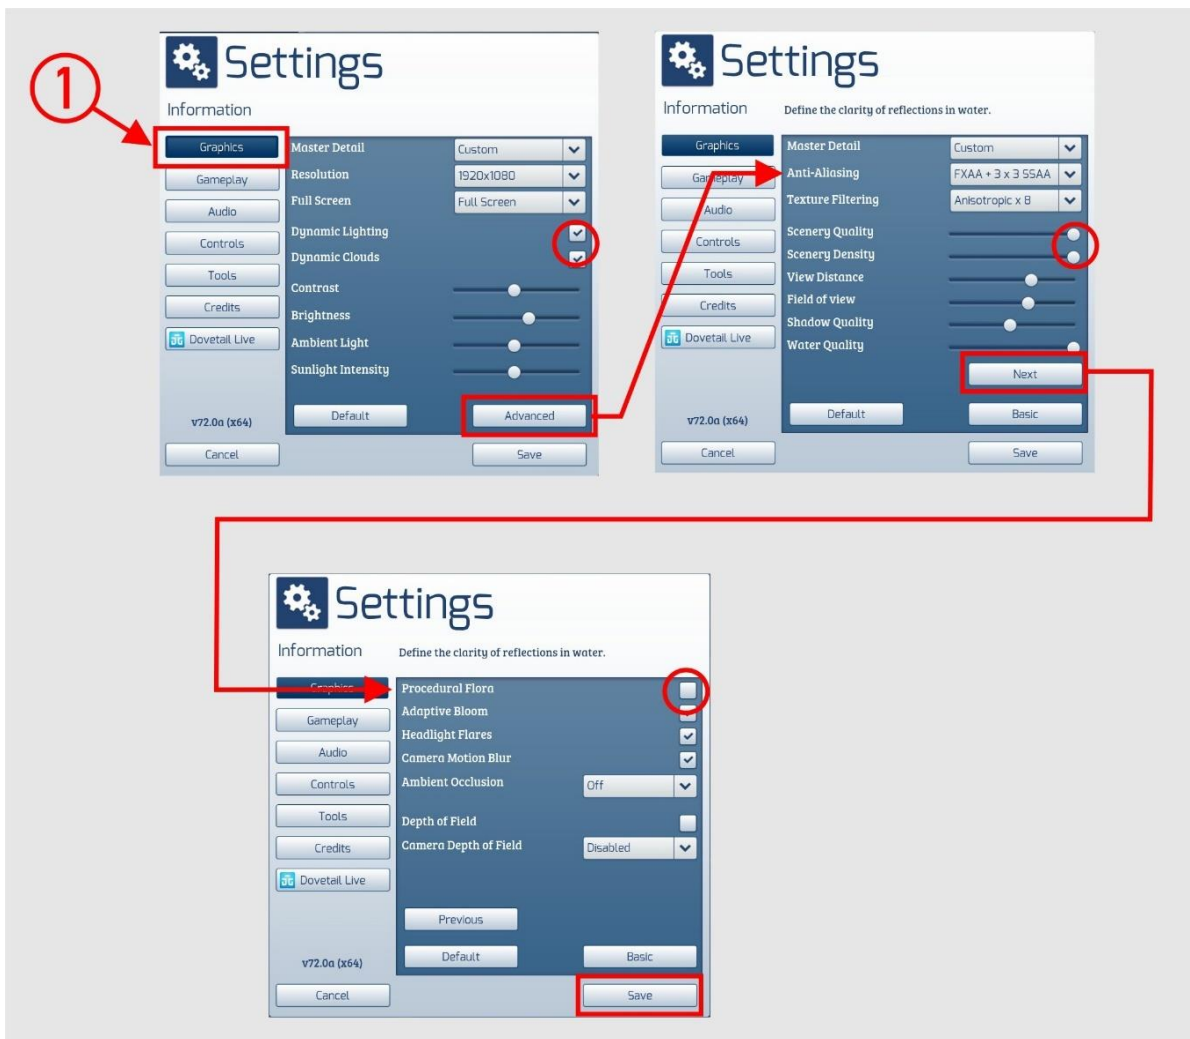 1
Settings
Information
Graphics
Gameplay
Audio
Controls
Tools
Credits
Dovetail Live
v72.0a (x64)
Cancel
Master Detail Custom
Resolution 1920x1080
Full Screen Full Screen
Dynamic Lighting
Dynamic Clouds
Contrast
Brightness
Ambient Light
Sunlight Intensity
Default Advanced
Save
Settings
Information Define the clarity of reflections in water.
Graphics
Gameplay
Audio
Controls
Tools
Credits
Dovetail Live
v72.0a (x64)
Cancel
Master Detail Custom
Anti-Aliasing FXAA + 3 x 3 SSAA
Texture Filtering Anisotropic x 8
Scenery Quality
Scenery Density
View Distance
Field of view
Shadow Quality
Water Quality
Next
Default Basic
Save
Settings
Information Define the clarity of reflections in water.
Graphics
Gameplay
Audio
Controls
Tools
Credits
Dovetail Live
v72.0a (x64)
Cancel
Procedural Flora
Adaptive Bloom
Headlight Flares
Camera Motion Blur
Ambient Occlusion Off
Depth of Field
Camera Depth of Field Disabled
Previous
Default Basic
Save